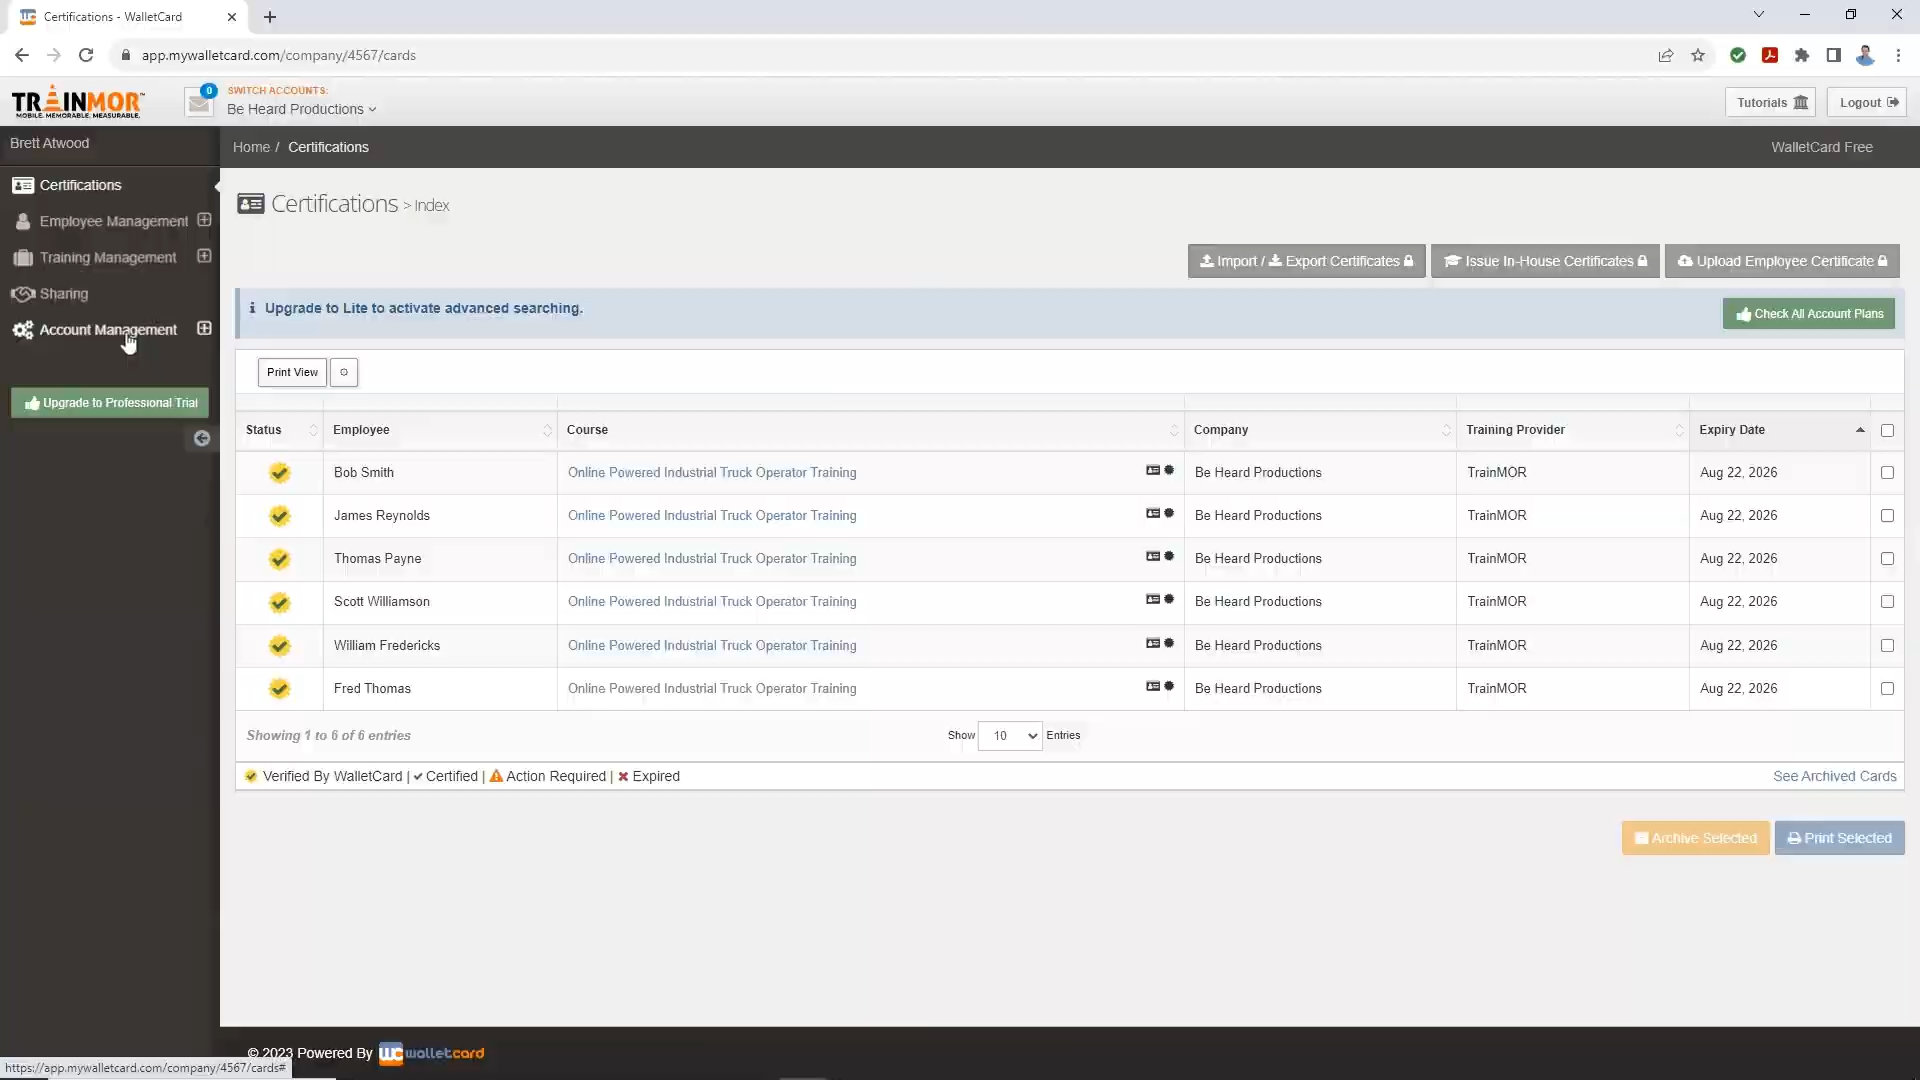 Certifications - WalletCard
app.mywalletcard.com/company/4567/cards
TRAINMOR
MOBILE. MEMORABLE. MEASURABLE.
0
SWITCH ACCOUNTS:
Be Heard Productions
Tutorials
Logout
Brett Atwood
Home / Certifications
WalletCard Free
Certifications
Employee Management
Training Management
Sharing
Account Management
Upgrade to Professional Trial
Certifications > Index
Import / Export Certificates
Issue In-House Certificates
Upload Employee Certificate
Upgrade to Lite to activate advanced searching.
Check All Account Plans
Print View
Status Employee Course Company Training Provider Expiry Date
Bob Smith Online Powered Industrial Truck Operator Training Be Heard Productions TrainMOR Aug 22, 2026
James Reynolds Online Powered Industrial Truck Operator Training Be Heard Productions TrainMOR Aug 22, 2026
Thomas Payne Online Powered Industrial Truck Operator Training Be Heard Productions TrainMOR Aug 22, 2026
Scott Williamson Online Powered Industrial Truck Operator Training Be Heard Productions TrainMOR Aug 22, 2026
William Fredericks Online Powered Industrial Truck Operator Training Be Heard Productions TrainMOR Aug 22, 2026
Fred Thomas Online Powered Industrial Truck Operator Training Be Heard Productions TrainMOR Aug 22, 2026
Showing 1 to 6 of 6 entries
Show 10 Entries
Verified By WalletCard | Certified | Action Required | Expired
See Archived Cards
Archive Selected
Print Selected
© 2023 Powered By walletcard
https://app.mywalletcard.com/company/4567/cards#